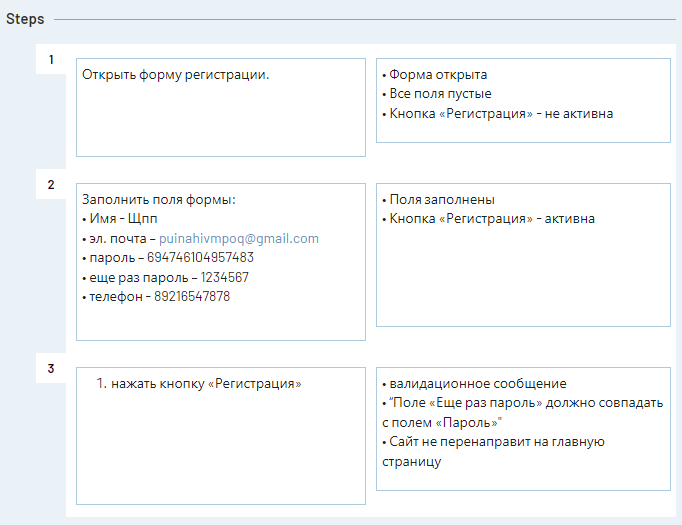 Steps
1
Открыть форму регистрации.
• Форма открыта
• Все поля пустые
• Кнопка «Регистрация» - не активна
2
Заполнить поля формы:
• Имя - Щпп
• эл. почта – puinahivmpoq@gmail.com
• пароль – 694746104957483
• еще раз пароль – 1234567
• телефон - 89216547878
• Поля заполнены
• Кнопка «Регистрация» - активна
3
1. нажать кнопку «Регистрация»
• валидационное сообщение
• "Поле «Еще раз пароль» должно совпадать
с полем «Пароль»"
• Сайт не перенаправит на главную
страницу